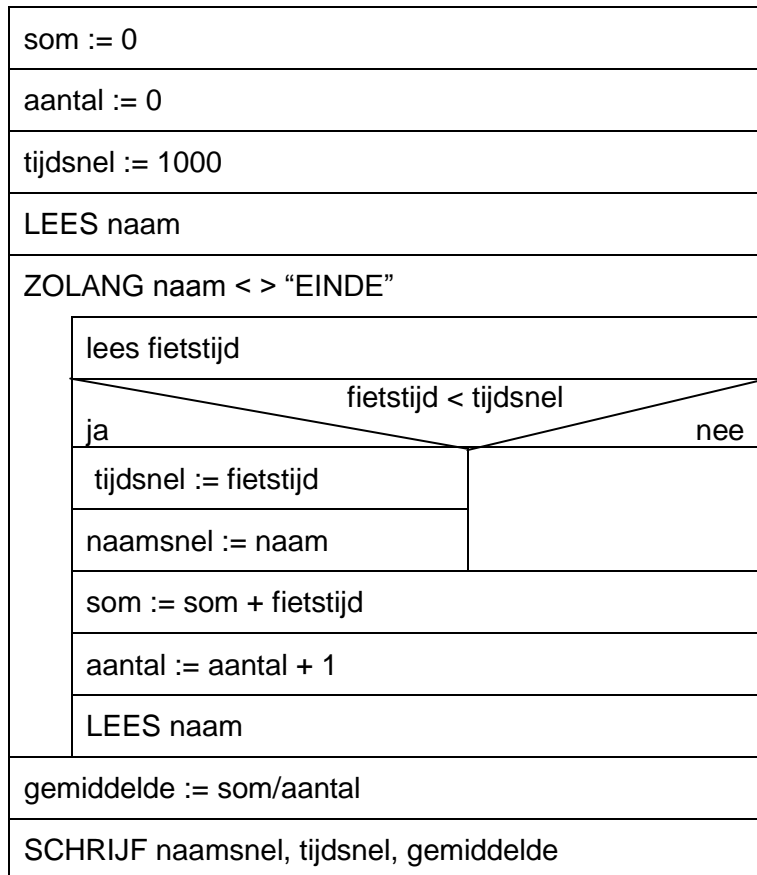 som := 0
aantal := 0
tijdsnel := 1000
LEES naam
ZOLANG naam < > “EINDE”
lees fietstijd
fietstijd < tijdsnel
ja nee
tijdsnel := fietstijd
naamsnel := naam
som := som + fietstijd
aantal := aantal + 1
LEES naam
gemiddelde := som/aantal
SCHRIJF naamsnel, tijdsnel, gemiddelde